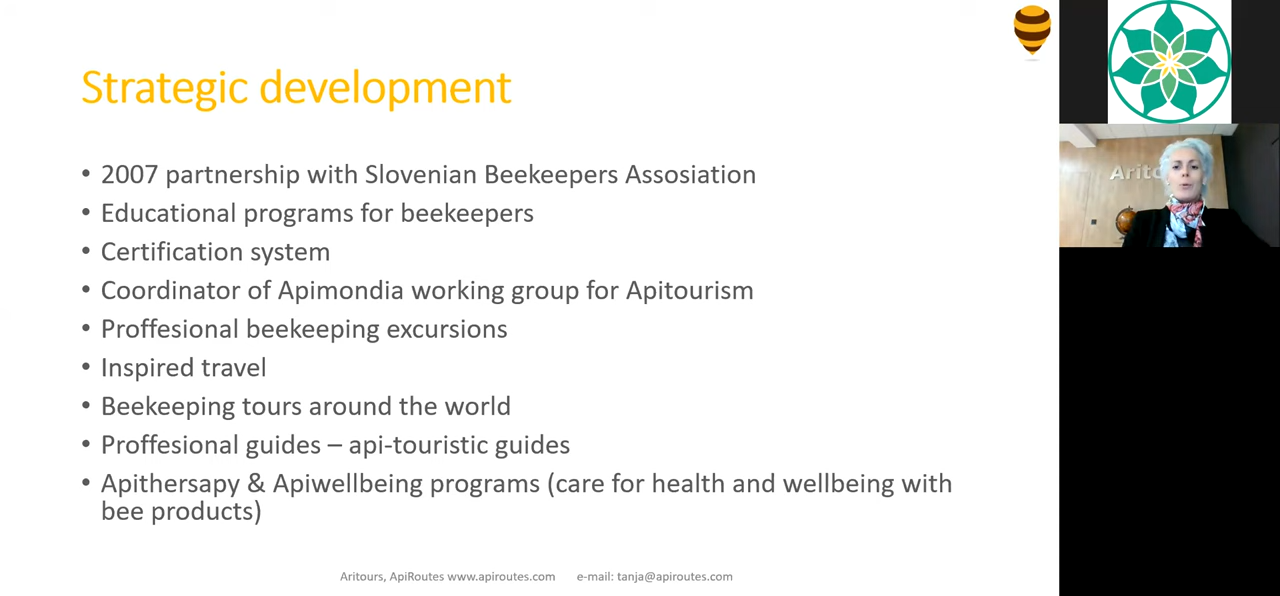 Strategic development
• 2007 partnership with Slovenian Beekeepers Assosiation
• Educational programs for beekeepers
• Certification system
• Coordinator of Apimondia working group for Apitourism
• Proffesional beekeeping excursions
• Inspired travel
• Beekeeping tours around the world
• Proffesional guides – api-touristic guides
• Apithersapy & Apiwellbeing programs (care for health and wellbeing with
bee products)
Aritours, ApiRoutes www.apiroutes.com e-mail: tanja@apiroutes.com